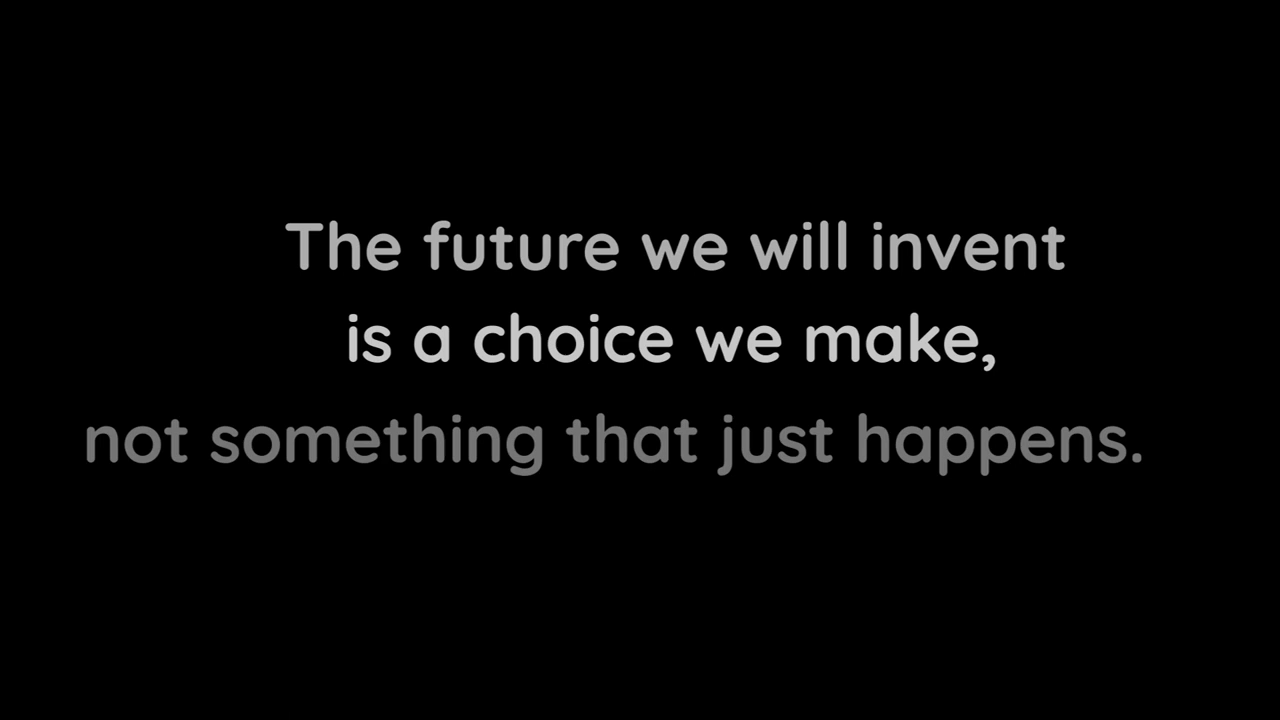 The future we will invent
is a choice we make,
not something that just happens.